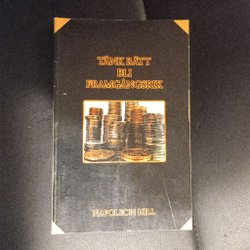 TÄNK RÄTT
BLI
FRAMGÅNGSRIK
NAPOLEON HILL